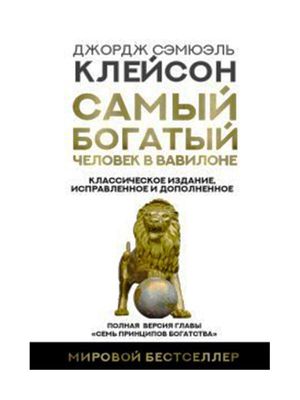 ДЖОРДЖ СЭМЮЭЛЬ
КЛЕЙСОН
САМЫЙ
БОГАТЫЙ
ЧЕЛОВЕК В ВАВИЛОНЕ
КЛАССИЧЕСКОЕ ИЗДАНИЕ,
ИСПРАВЛЕННОЕ И ДОПОЛНЕННОЕ
ПОЛНАЯ ВЕРСИЯ ГЛАВЫ
«СЕМЬ ПРИНЦИПОВ БОГАТСТВА»
МИРОВОЙ БЕСТСЕЛЛЕР